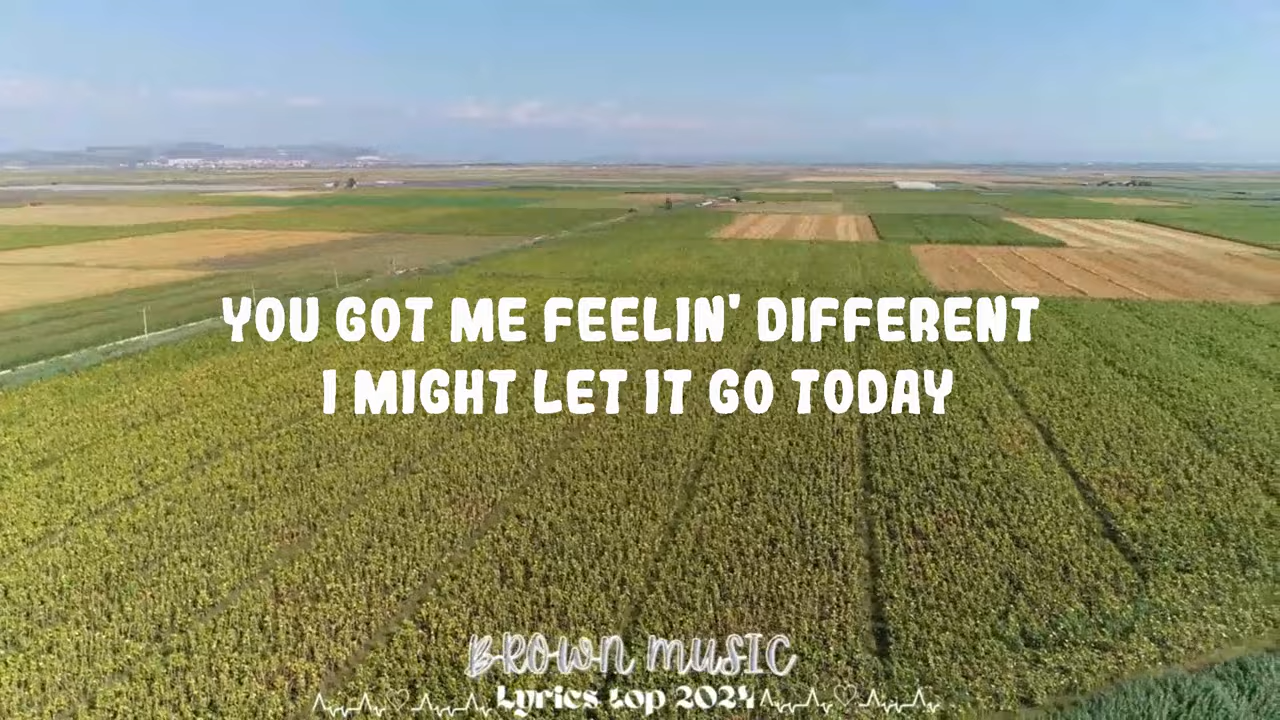 YOU GOT ME FEELIN' DIFFERENT
I MIGHT LET IT GO TODAY
BROWN MUSIC
Lyrics top 2024